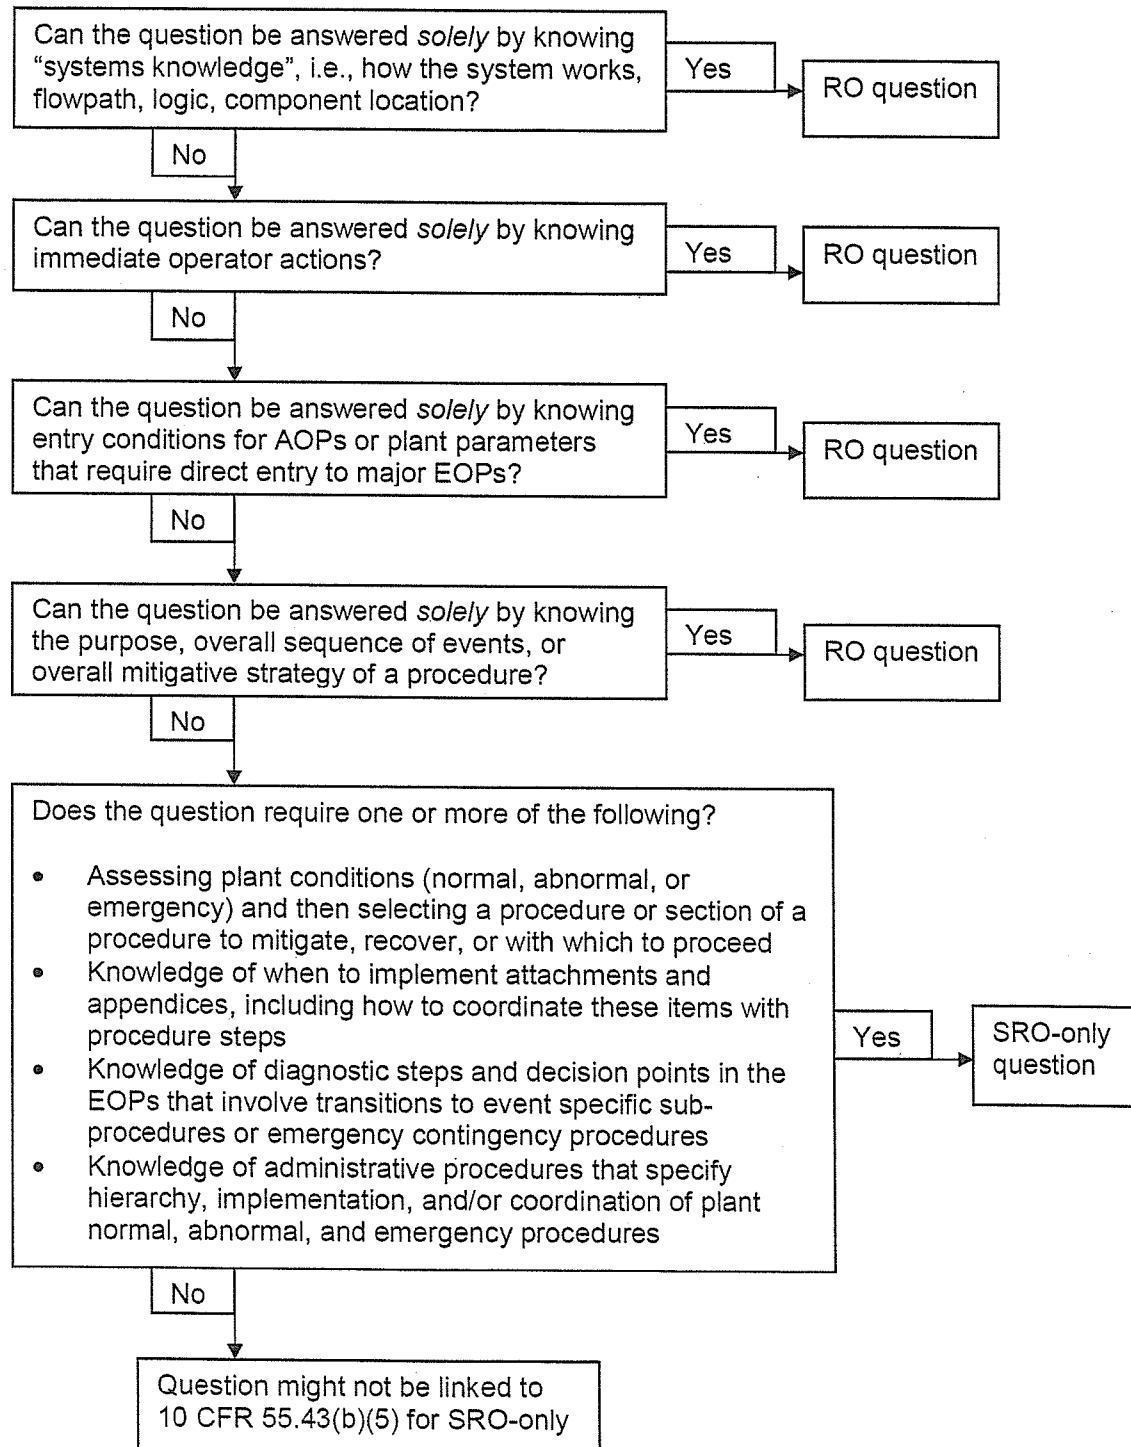 Can the question be answered solely by knowing
"systems knowledge", i.e., how the system works,
flowpath, logic, component location?
Yes
RO question
No
Can the question be answered solely by knowing
immediate operator actions?
Yes
RO question
No
Can the question be answered solely by knowing
entry conditions for AOPs or plant parameters
that require direct entry to major EOPs?
Yes
RO question
No
Can the question be answered solely by knowing
the purpose, overall sequence of events, or
overall mitigative strategy of a procedure?
Yes
RO question
No
Does the question require one or more of the following?
• Assessing plant conditions (normal, abnormal, or
emergency) and then selecting a procedure or section of a
procedure to mitigate, recover, or with which to proceed
• Knowledge of when to implement attachments and
appendices, including how to coordinate these items with
procedure steps
• Knowledge of diagnostic steps and decision points in the
EOPs that involve transitions to event specific sub-
procedures or emergency contingency procedures
• Knowledge of administrative procedures that specify
hierarchy, implementation, and/or coordination of plant
normal, abnormal, and emergency procedures
Yes
SRO-only
question
No
Question might not be linked to
10 CFR 55.43(b)(5) for SRO-only